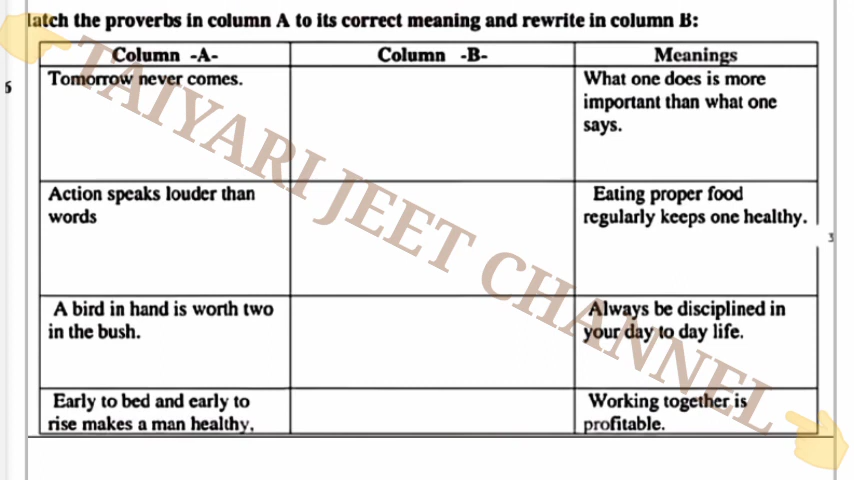 latch the proverbs in column A to its correct meaning and rewrite in column B:
Column -A- Column -B- Meanings
6
Tomorrow never comes.
What one does is more
important than what one
says.
Action speaks louder than
words
Eating proper food
regularly keeps one healthy.
3
A bird in hand is worth two
in the bush.
Always be disciplined in
your day to day life.
Early to bed and early to
rise makes a man healthy,
Working together is
profitable.
TAIYARI JEET CHANNEL